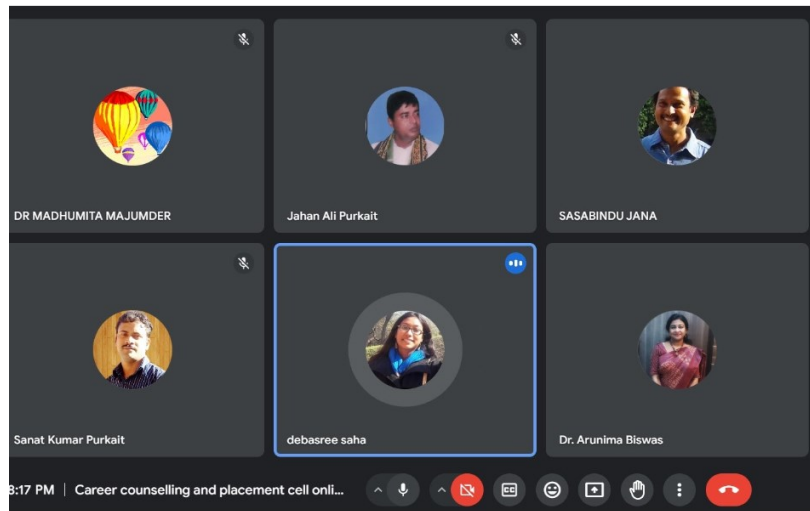 DR MADHUMITA MAJUMDER
Jahan Ali Purkait
SASABINDU JANA
Sanat Kumar Purkait
debasree saha
Dr. Arunima Biswas
8:17 PM | Career counselling and placement cell onli...
CC